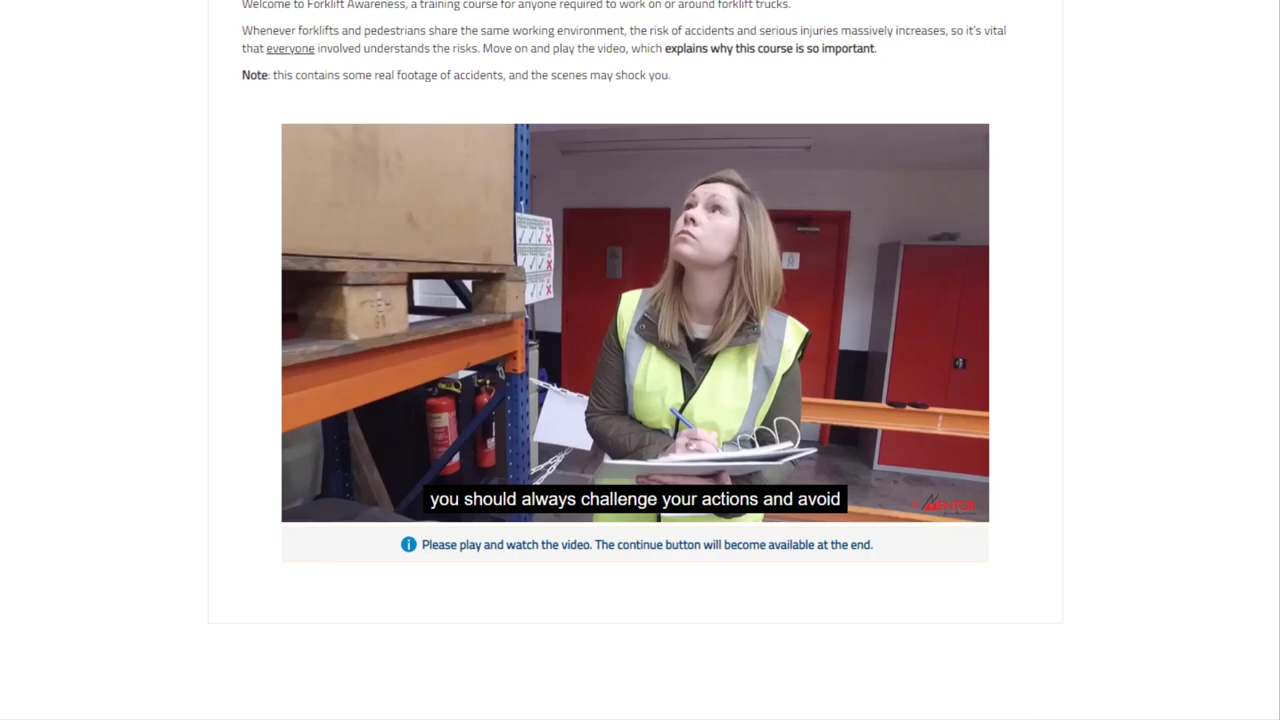 Welcome to Forklift Awareness, a training course for anyone required to work on or around forklift trucks.
Whenever forklifts and pedestrians share the same working environment, the risk of accidents and serious injuries massively increases, so it's vital
that everyone involved understands the risks. Move on and play the video, which explains why this course is so important.
Note: this contains some real footage of accidents, and the scenes may shock you.
you should always challenge your actions and avoid
MENTOR
Please play and watch the video. The continue button will become available at the end.